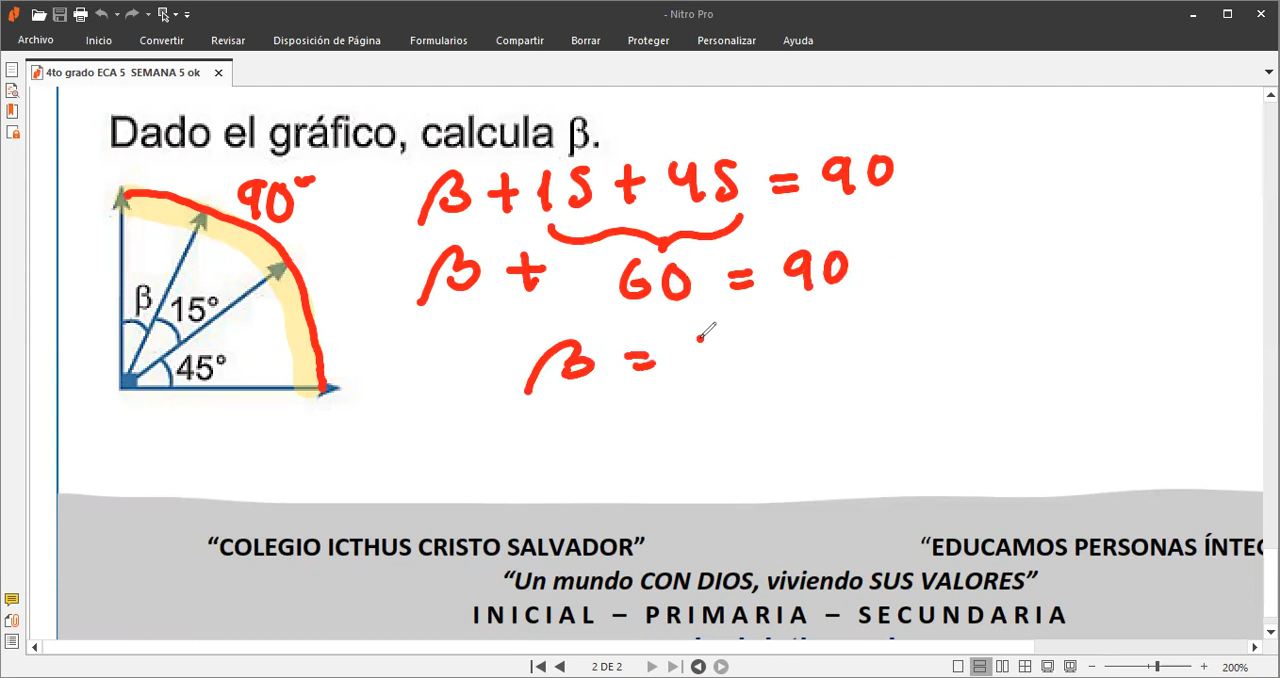 - Nitro Pro
Archivo Inicio Convertir Revisar Disposición de Página Formularios Compartir Borrar Proteger Personalizar Ayuda
4to grado ECA 5 SEMANA 5 ok
Dado el gráfico, calcula β.
90°
β + 15 + 45 = 90
β + 60 = 90
β 15°
45°
β =
“COLEGIO ICTHUS CRISTO SALVADOR” “EDUCAMOS PERSONAS ÍNTEG
“Un mundo CON DIOS, viviendo SUS VALORES”
INICIAL – PRIMARIA – SECUNDARIA
2 DE 2
200%